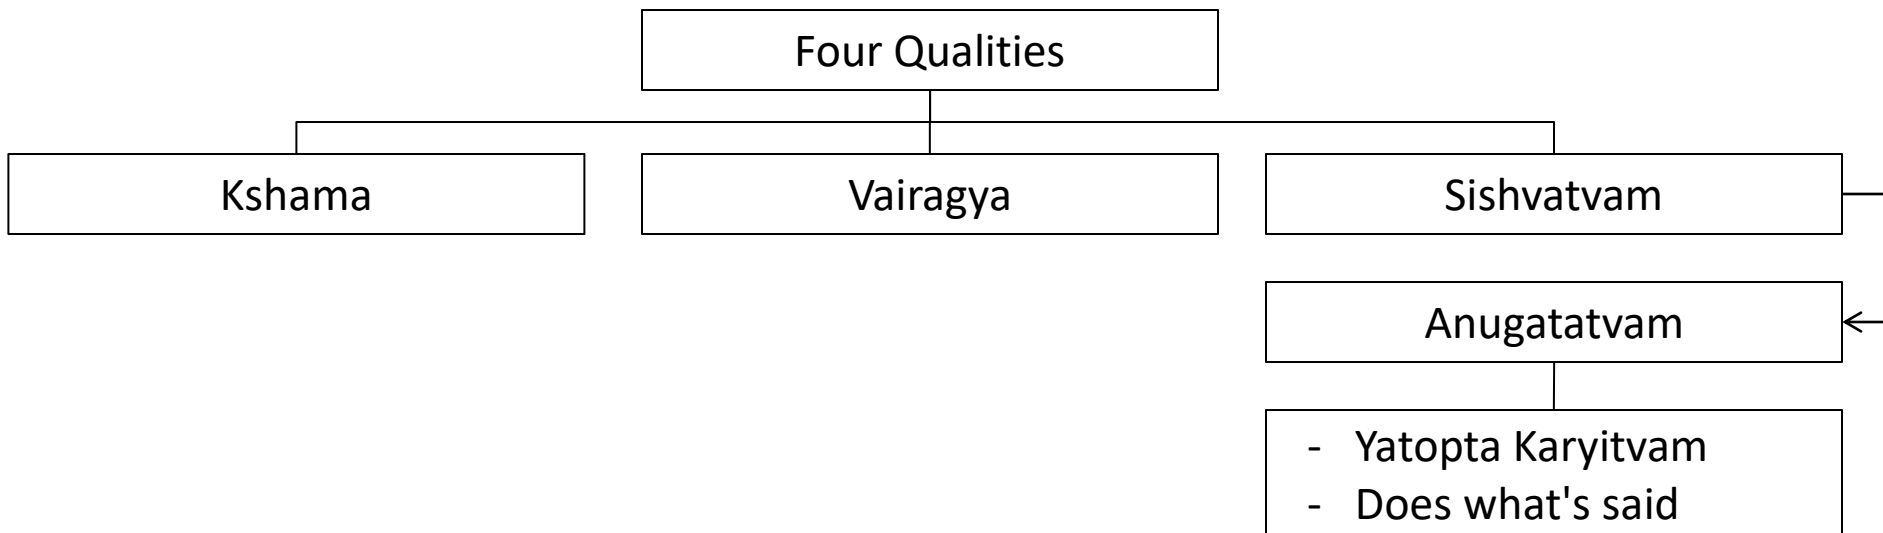 Four Qualities
Kshama
Vairagya
Sishvatvam
Anugatatvam
- Yatopta Karyitvam
- Does what's said